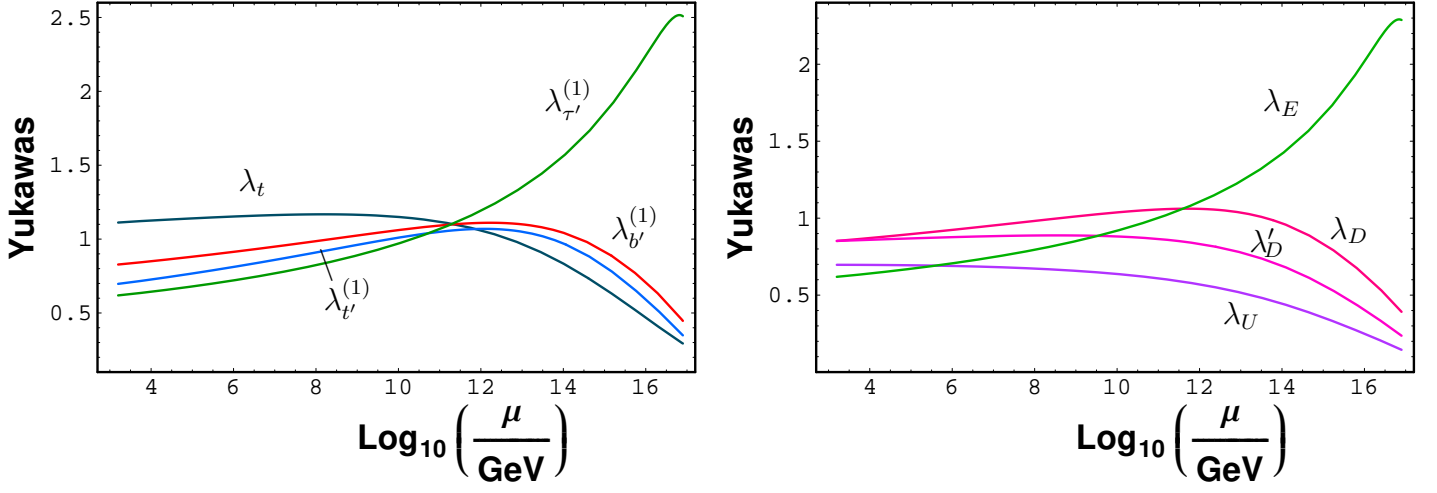 Yukawas
2.5
2
1.5
1
0.5
4 6 8 10 12 14 16
λ_t
λ_{τ′}^{(1)}
λ_{b′}^{(1)}
λ_{t′}^{(1)}
Log₁₀ (μ/GeV)
Yukawas
2
1.5
1
0.5
4 6 8 10 12 14 16
λ_E
λ_D
λ′_D
λ_U
Log₁₀ (μ/GeV)